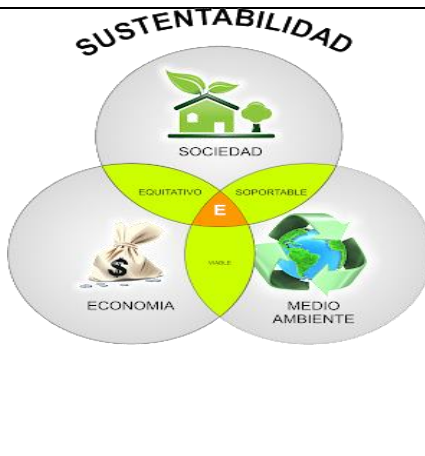 SUSTENTABILIDAD
SOCIEDAD
EQUITATIVO SOPORTABLE
E
VIABLE
$
ECONOMIA
MEDIO
AMBIENTE